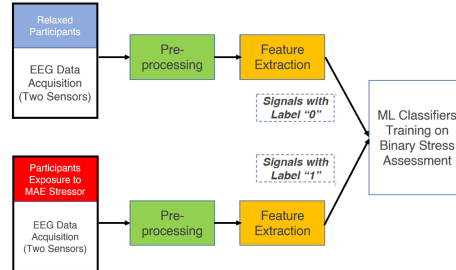 Relaxed
Participants
EEG Data
Acquisition
(Two Sensors)
Pre-
processing
Feature
Extraction
Signals with
Label "0"
ML Classifiers
Training on
Binary Stress
Assessment
Signals with
Label "1"
Participants
Exposure to
MAE Stressor
EEG Data
Acquisition
(Two Sensors)
Pre-
processing
Feature
Extraction